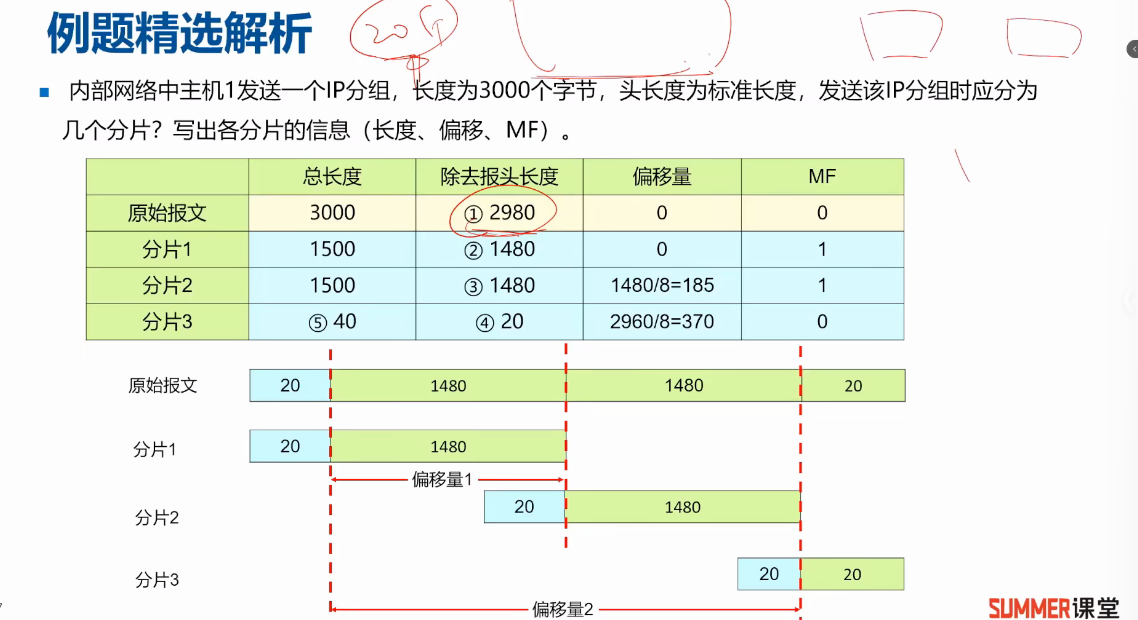 例题精选解析
20字
内部网络中主机1发送一个IP分组，长度为3000个字节，头长度为标准长度，发送该IP分组时应分为
几个分片？写出各分片的信息（长度、偏移、MF）。
总长度 除去报头长度 偏移量 MF
原始报文 3000 ① 2980 0 0
分片1 1500 ② 1480 0 1
分片2 1500 ③ 1480 1480/8=185 1
分片3 ⑤ 40 ④ 20 2960/8=370 0
原始报文 20 1480 1480 20
分片1 20 1480
偏移量1
分片2 20 1480
分片3 20 20
偏移量2
SUMMER课堂